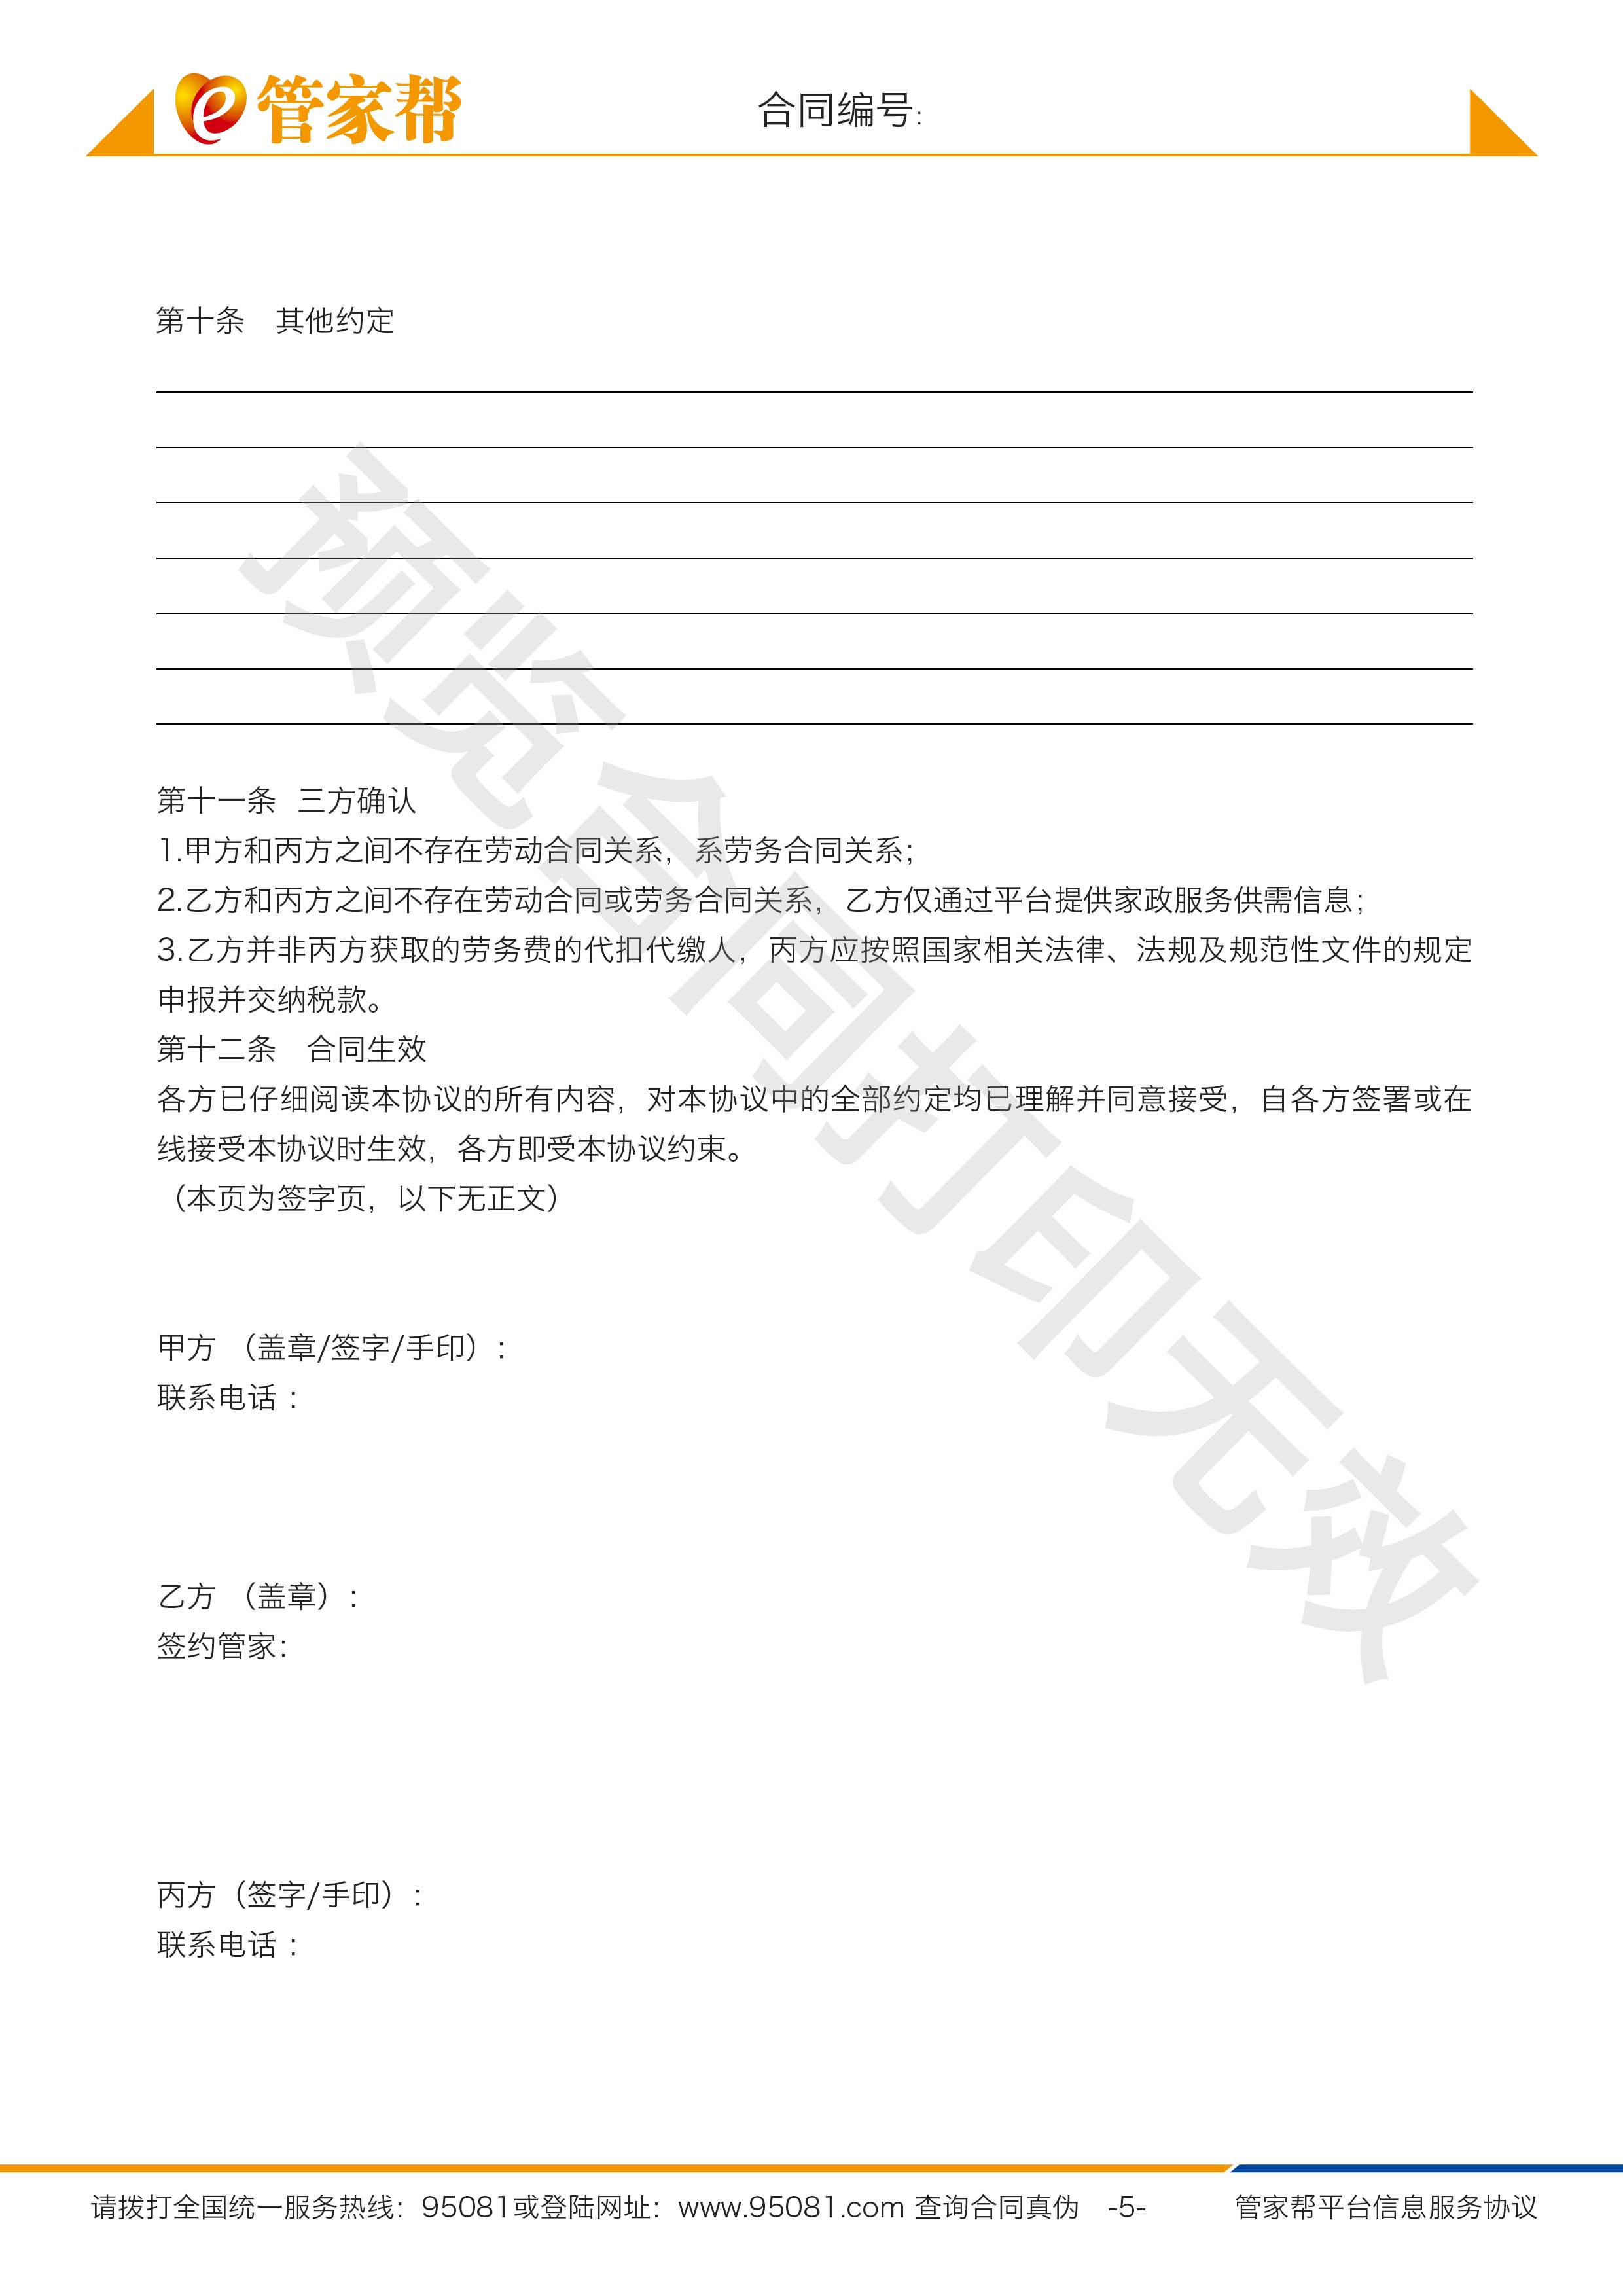 管家帮
合同编号:
第十条 其他约定
第十一条 三方确认
1.甲方和丙方之间不存在劳动合同关系，系劳务合同关系；
2.乙方和丙方之间不存在劳动合同或劳务合同关系，乙方仅通过平台提供家政服务供需信息；
3.乙方并非丙方获取的劳务费的代扣代缴人，丙方应按照国家相关法律、法规及规范性文件的规定
申报并交纳税款。
第十二条 合同生效
各方已仔细阅读本协议的所有内容，对本协议中的全部约定均已理解并同意接受，自各方签署或在
线接受本协议时生效，各方即受本协议约束。
（本页为签字页，以下无正文）
甲方 （盖章/签字/手印）:
联系电话 :
乙方 （盖章）:
签约管家:
丙方（签字/手印）:
联系电话 :
预览合同打印无效
请拨打全国统一服务热线：95081或登陆网址：www.95081.com 查询合同真伪 -5- 管家帮平台信息服务协议